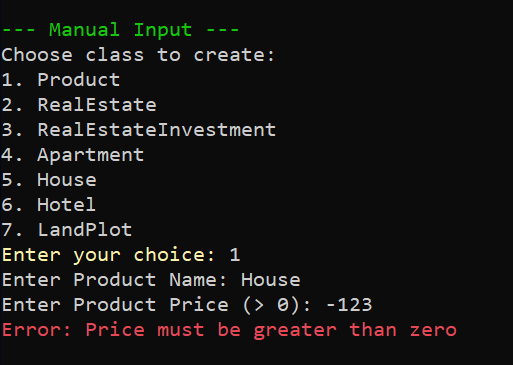 --- Manual Input ---
Choose class to create:
1. Product
2. RealEstate
3. RealEstateInvestment
4. Apartment
5. House
6. Hotel
7. LandPlot
Enter your choice: 1
Enter Product Name: House
Enter Product Price (> 0): -123
Error: Price must be greater than zero